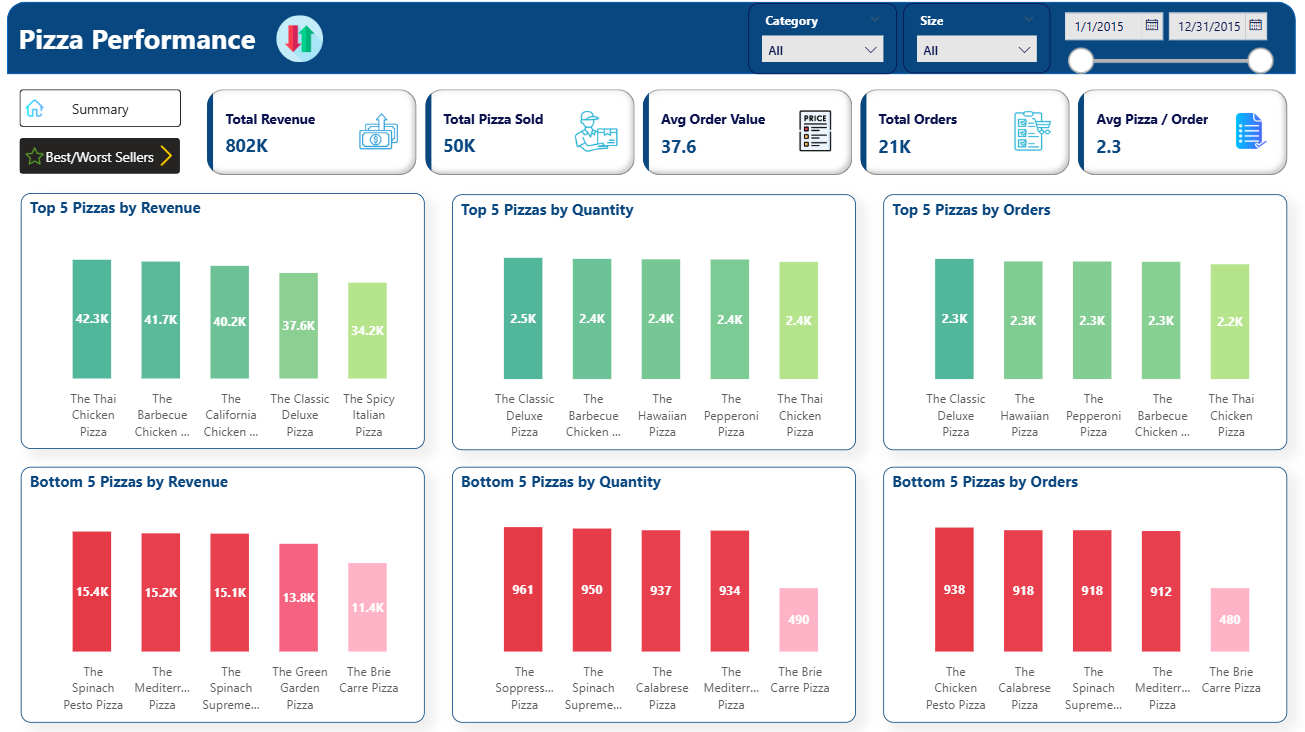 Pizza Performance
Category
All
Size
All
1/1/2015
12/31/2015
Summary
Best/Worst Sellers
Total Revenue
802K
Total Pizza Sold
50K
Avg Order Value
37.6
PRICE
Total Orders
21K
Avg Pizza / Order
2.3
Top 5 Pizzas by Revenue
42.3K
41.7K
40.2K
37.6K
34.2K
The Thai
Chicken
Pizza
The
Barbecue
Chicken ...
The
California
Chicken ...
The Classic
Deluxe
Pizza
The Spicy
Italian
Pizza
Top 5 Pizzas by Quantity
2.5K
2.4K
2.4K
2.4K
2.4K
The Classic
Deluxe
Pizza
The
Barbecue
Chicken ...
The
Hawaiian
Pizza
The
Pepperoni
Pizza
The Thai
Chicken
Pizza
Top 5 Pizzas by Orders
2.3K
2.3K
2.3K
2.3K
2.2K
The Classic
Deluxe
Pizza
The
Hawaiian
Pizza
The
Pepperoni
Pizza
The
Barbecue
Chicken ...
The Thai
Chicken
Pizza
Bottom 5 Pizzas by Revenue
15.4K
15.2K
15.1K
13.8K
11.4K
The
Spinach
Pesto Pizza
The
Mediterr...
Pizza
The
Spinach
Supreme...
The Green
Garden
Pizza
The Brie
Carre Pizza
Bottom 5 Pizzas by Quantity
961
950
937
934
490
The
Soppress...
Pizza
The
Spinach
Supreme...
The
Calabrese
Pizza
The
Mediterr...
Pizza
The Brie
Carre Pizza
Bottom 5 Pizzas by Orders
938
918
918
912
480
The
Chicken
Pesto Pizza
The
Calabrese
Pizza
The
Spinach
Supreme...
The
Mediterr...
Pizza
The Brie
Carre Pizza